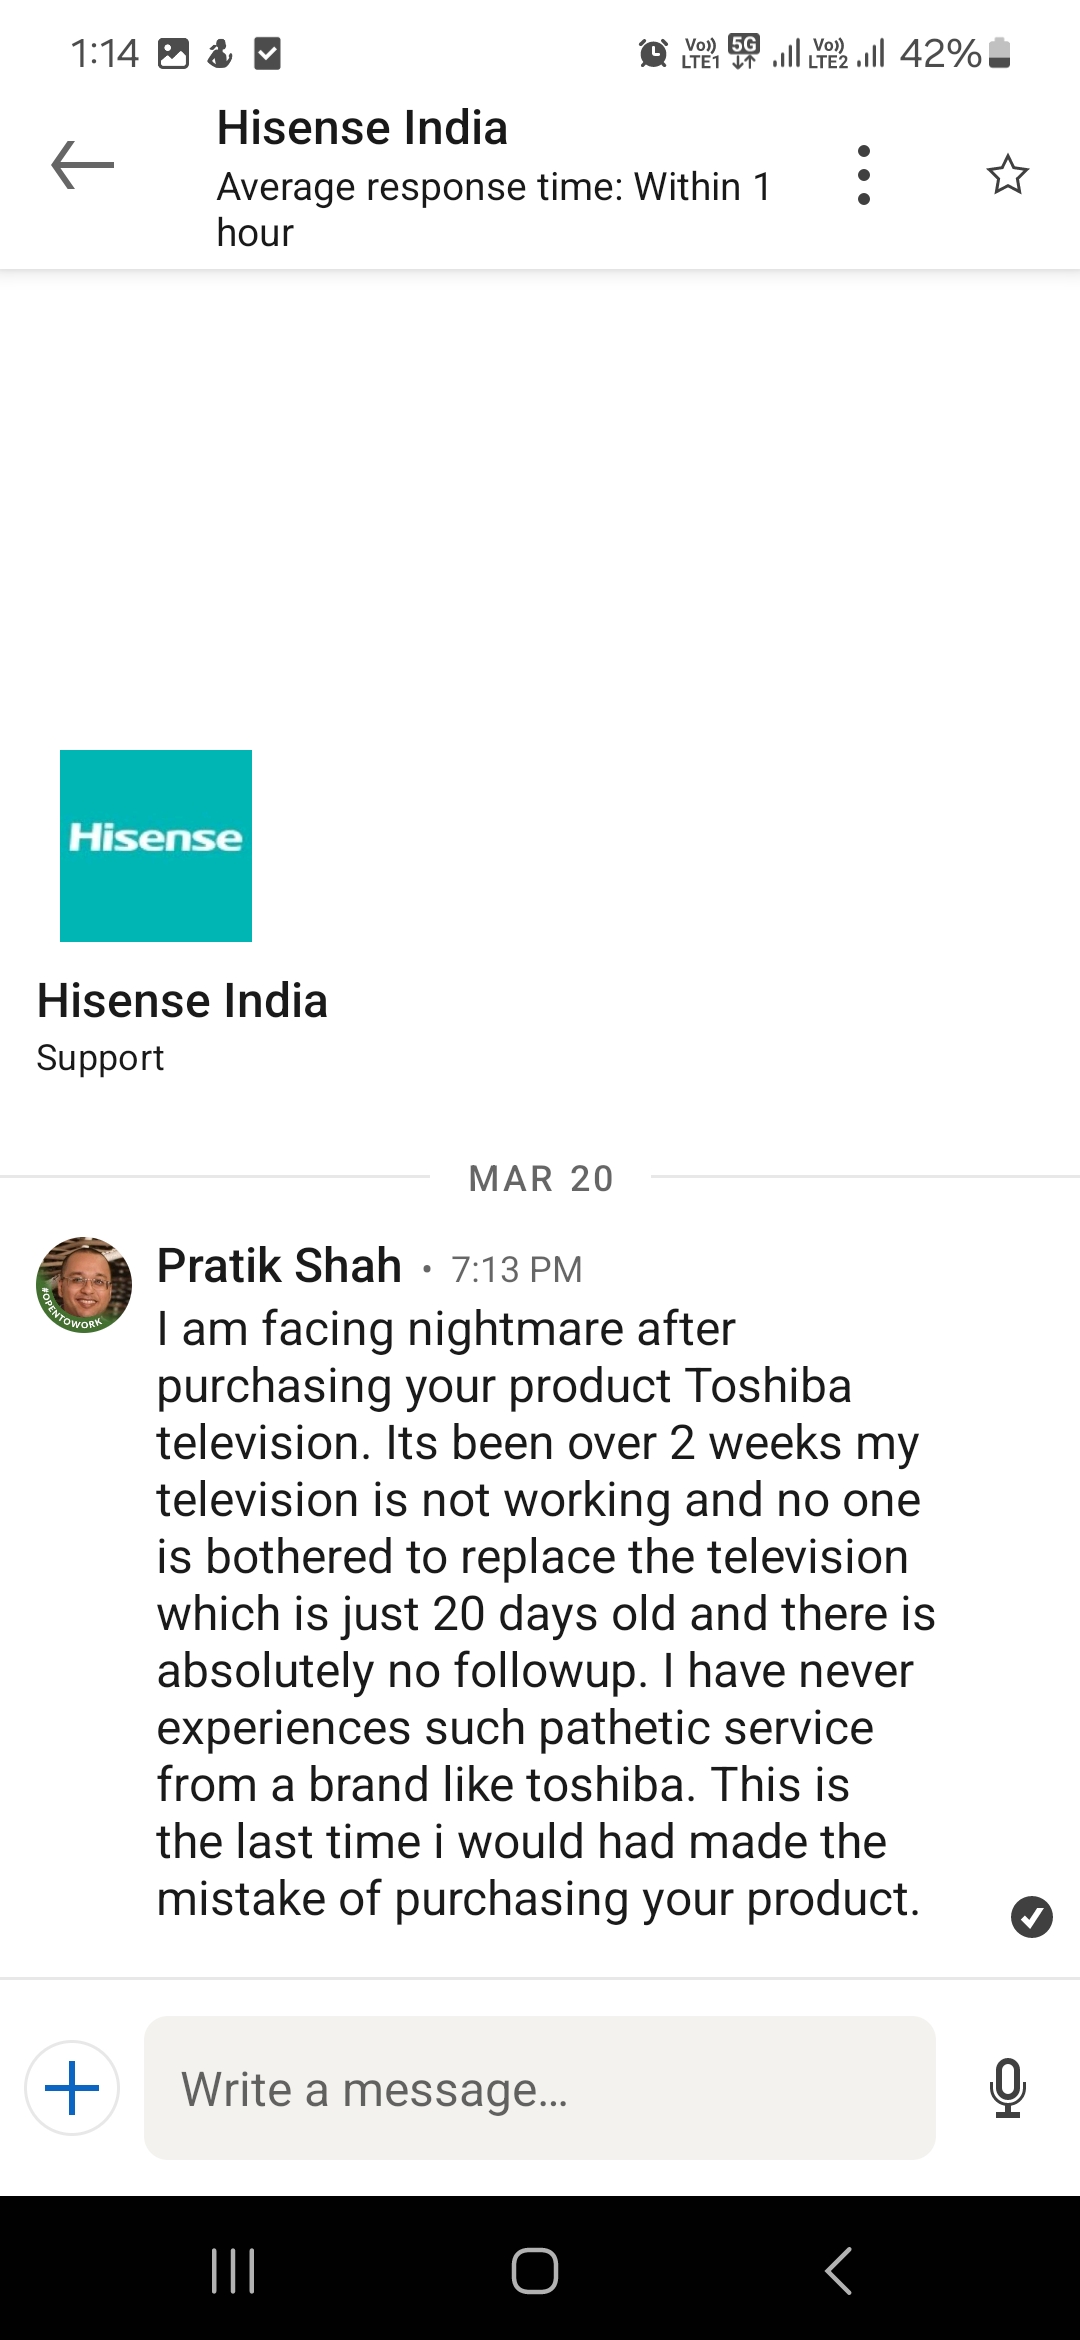 1:14
Vo)) LTE1 5G Vo)) LTE2 42%
Hisense India
Average response time: Within 1
hour
Hisense
Hisense India
Support
MAR 20
Pratik Shah • 7:13 PM
#OPENTOWORK
I am facing nightmare after
purchasing your product Toshiba
television. Its been over 2 weeks my
television is not working and no one
is bothered to replace the television
which is just 20 days old and there is
absolutely no followup. I have never
experiences such pathetic service
from a brand like toshiba. This is
the last time i would had made the
mistake of purchasing your product.
Write a message...